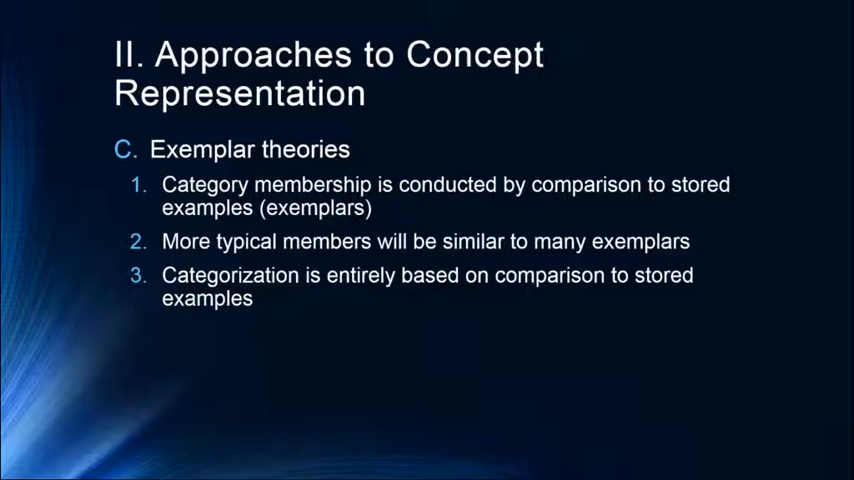 II. Approaches to Concept
Representation
C. Exemplar theories
1. Category membership is conducted by comparison to stored
examples (exemplars)
2. More typical members will be similar to many exemplars
3. Categorization is entirely based on comparison to stored
examples